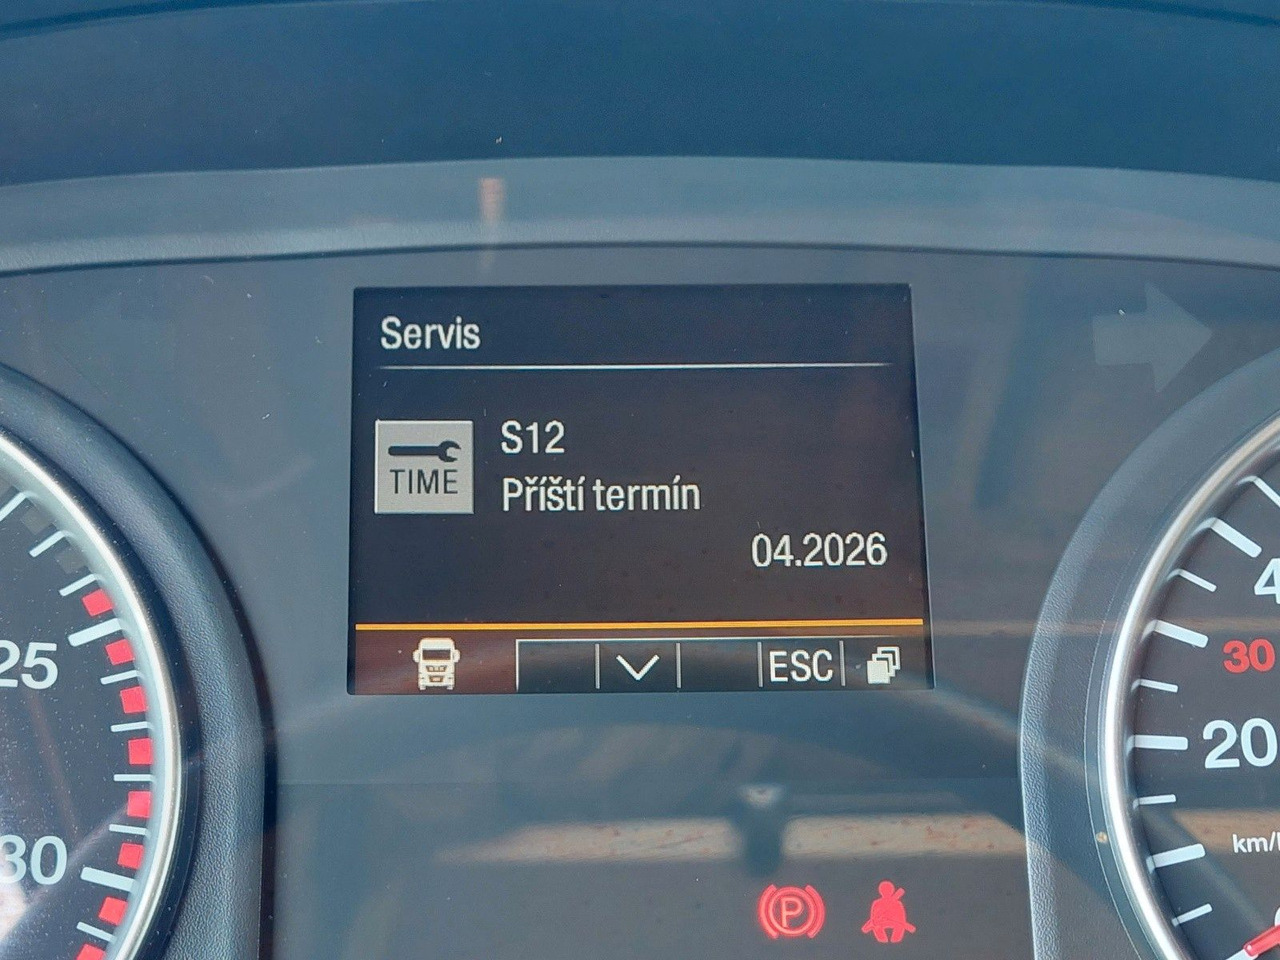 Servis
TIME
S12
Příští termín
04.2026
ESC
25
30
30
20
km/
P